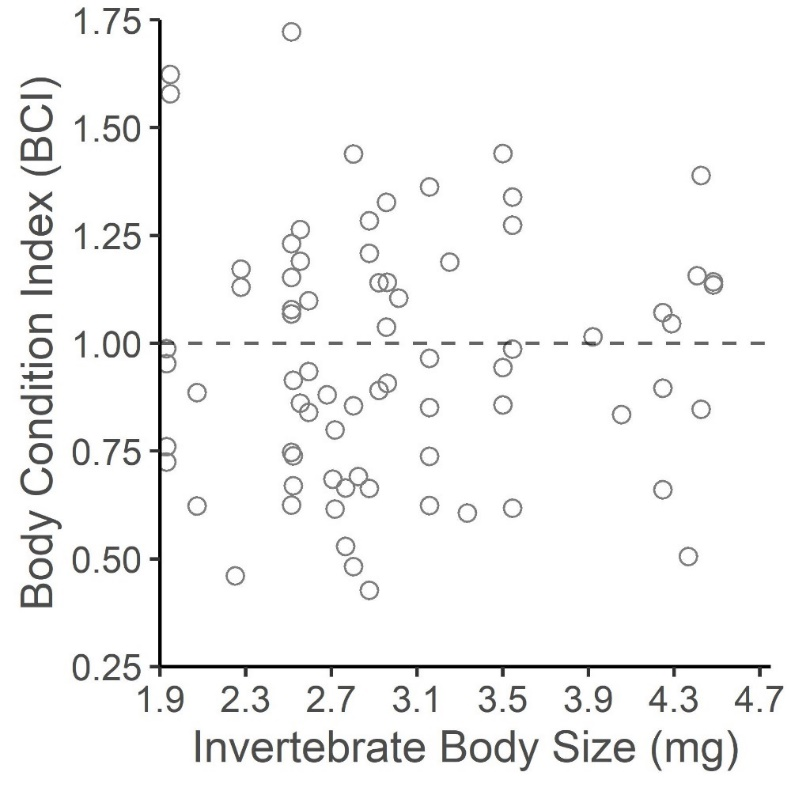 Body Condition Index (BCI)
1.75
1.50
1.25
1.00
0.75
0.50
0.25
1.9 2.3 2.7 3.1 3.5 3.9 4.3 4.7
Invertebrate Body Size (mg)